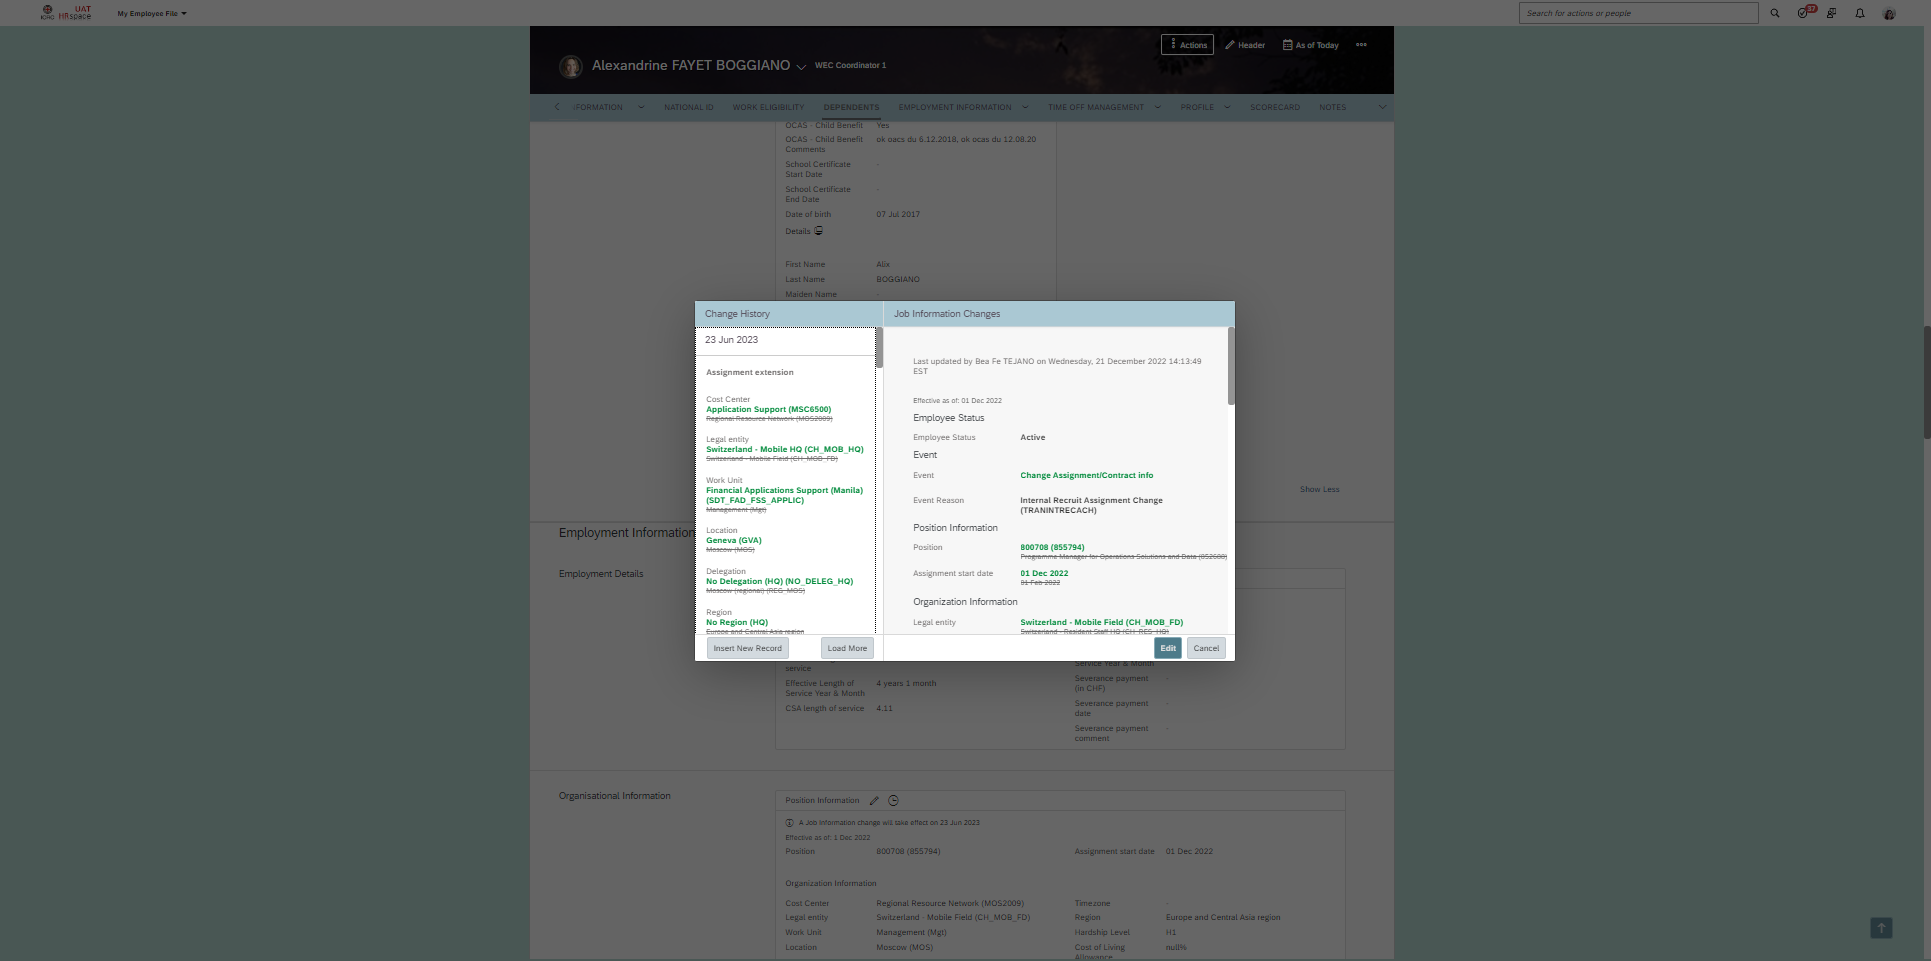 ICRC UAT HRspace
My Employee File
Search for actions or people
37
Actions
Header
As of Today
Alexandrine FAYET BOGGIANO
WEC Coordinator 1
NFORMATION
NATIONAL ID
WORK ELIGIBILITY
DEPENDENTS
EMPLOYMENT INFORMATION
TIME OFF MANAGEMENT
PROFILE
SCORECARD
NOTES
OCAS - Child Benefit Yes
OCAS - Child Benefit ok oacs du 6.12.2018, ok ocas du 12.08.20
Comments
School Certificate -
Start Date
School Certificate -
End Date
Date of birth 07 Jul 2017
Details
First Name Alix
Last Name BOGGIANO
Maiden Name -
Change History
23 Jun 2023
Assignment extension
Cost Center
Application Support (MSC6500)
Regional Resource Network (MOS2009)
Legal entity
Switzerland - Mobile HQ (CH_MOB_HQ)
Switzerland - Mobile Field (CH_MOB_FD)
Work Unit
Financial Applications Support (Manila)
(SDT_FAD_FSS_APPLIC)
Management (Mgt)
Location
Geneva (GVA)
Moscow (MOS)
Delegation
No Delegation (HQ) (NO_DELEG_HQ)
Moscow (regional) (REG_MOS)
Region
No Region (HQ)
Europe and Central Asia region
Insert New Record
Load More
Job Information Changes
Last updated by Bea Fe TEJANO on Wednesday, 21 December 2022 14:13:49
EST
Effective as of: 01 Dec 2022
Employee Status
Employee Status Active
Event
Event Change Assignment/Contract info
Event Reason Internal Recruit Assignment Change
(TRANINTRECACH)
Position Information
Position 800708 (855794)
Programme Manager for Operations Solutions and Data (852600)
Assignment start date 01 Dec 2022
01 Feb 2022
Organization Information
Legal entity Switzerland - Mobile Field (CH_MOB_FD)
Switzerland - Resident Staff HQ (CH_RES_HQ)
Edit
Cancel
Show Less
Employment Information
Employment Details
service
Effective Length of 4 years 1 month
Service Year & Month
CSA length of service 4.11
Service Year & Month
Severance payment -
(in CHF)
Severance payment -
date
Severance payment -
comment
Organisational Information
Position Information
A Job Information change will take effect on 23 Jun 2023
Effective as of: 1 Dec 2022
Position 800708 (855794)
Assignment start date 01 Dec 2022
Organization Information
Cost Center Regional Resource Network (MOS2009)
Timezone -
Legal entity Switzerland - Mobile Field (CH_MOB_FD)
Region Europe and Central Asia region
Work Unit Management (Mgt)
Hardship Level H1
Location Moscow (MOS)
Cost of Living null%
Allowance